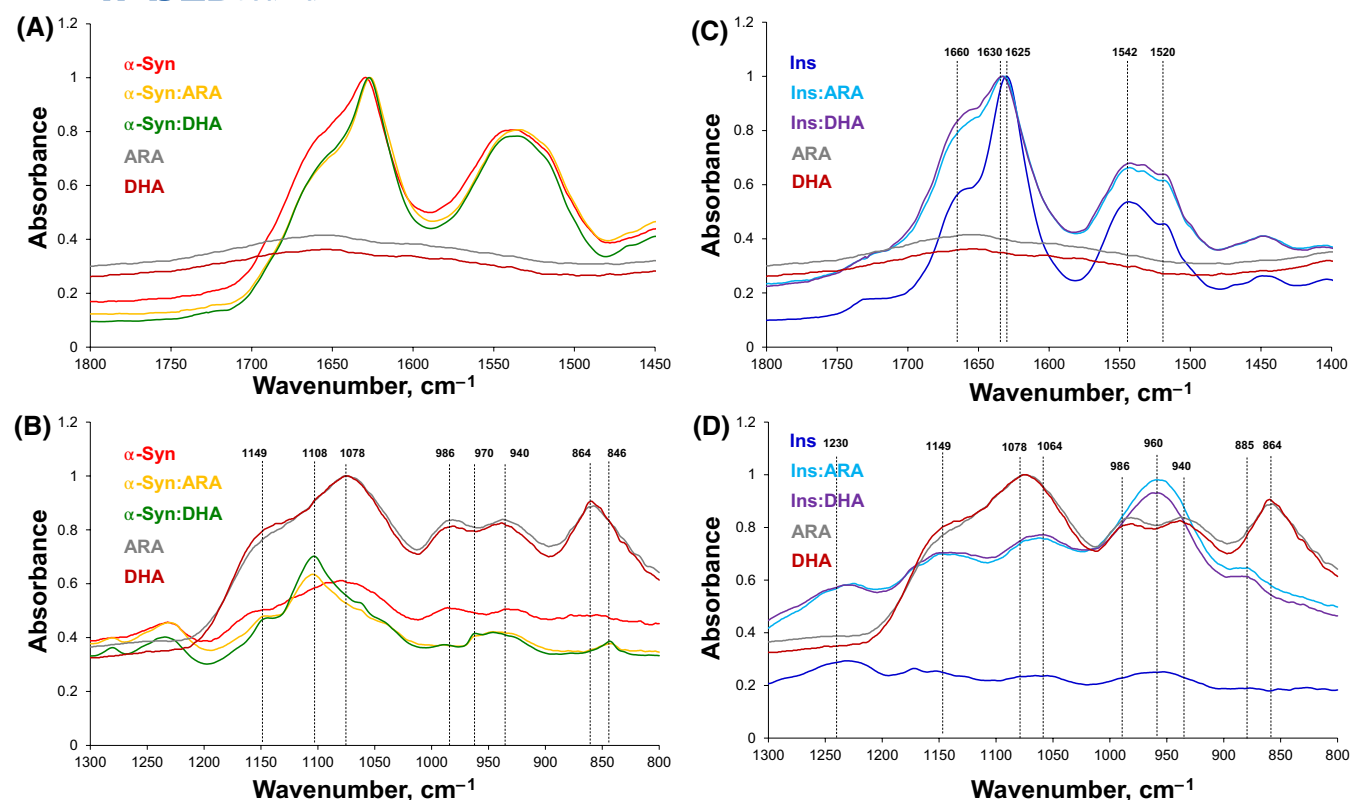 (A)
1.2
1
0.8
0.6
0.4
0.2
0
Absorbance
α-Syn
α-Syn:ARA
α-Syn:DHA
ARA
DHA
1800 1750 1700 1650 1600 1550 1500 1450
Wavenumber, cm⁻¹
(C)
1.2
1
0.8
0.6
0.4
0.2
0
Absorbance
Ins
Ins:ARA
Ins:DHA
ARA
DHA
1660 1630 1625 1542 1520
1800 1750 1700 1650 1600 1550 1500 1450 1400
Wavenumber, cm⁻¹
(B)
1.2
1
0.8
0.6
0.4
0.2
0
Absorbance
α-Syn
α-Syn:ARA
α-Syn:DHA
ARA
DHA
1149 1108 1078 986 970 940 864 846
1300 1250 1200 1150 1100 1050 1000 950 900 850 800
Wavenumber, cm⁻¹
(D)
1.2
1
0.8
0.6
0.4
0.2
0
Absorbance
Ins
Ins:ARA
Ins:DHA
ARA
DHA
1230 1149 1078 1064 986 960 940 885 864
1300 1250 1200 1150 1100 1050 1000 950 900 850 800
Wavenumber, cm⁻¹